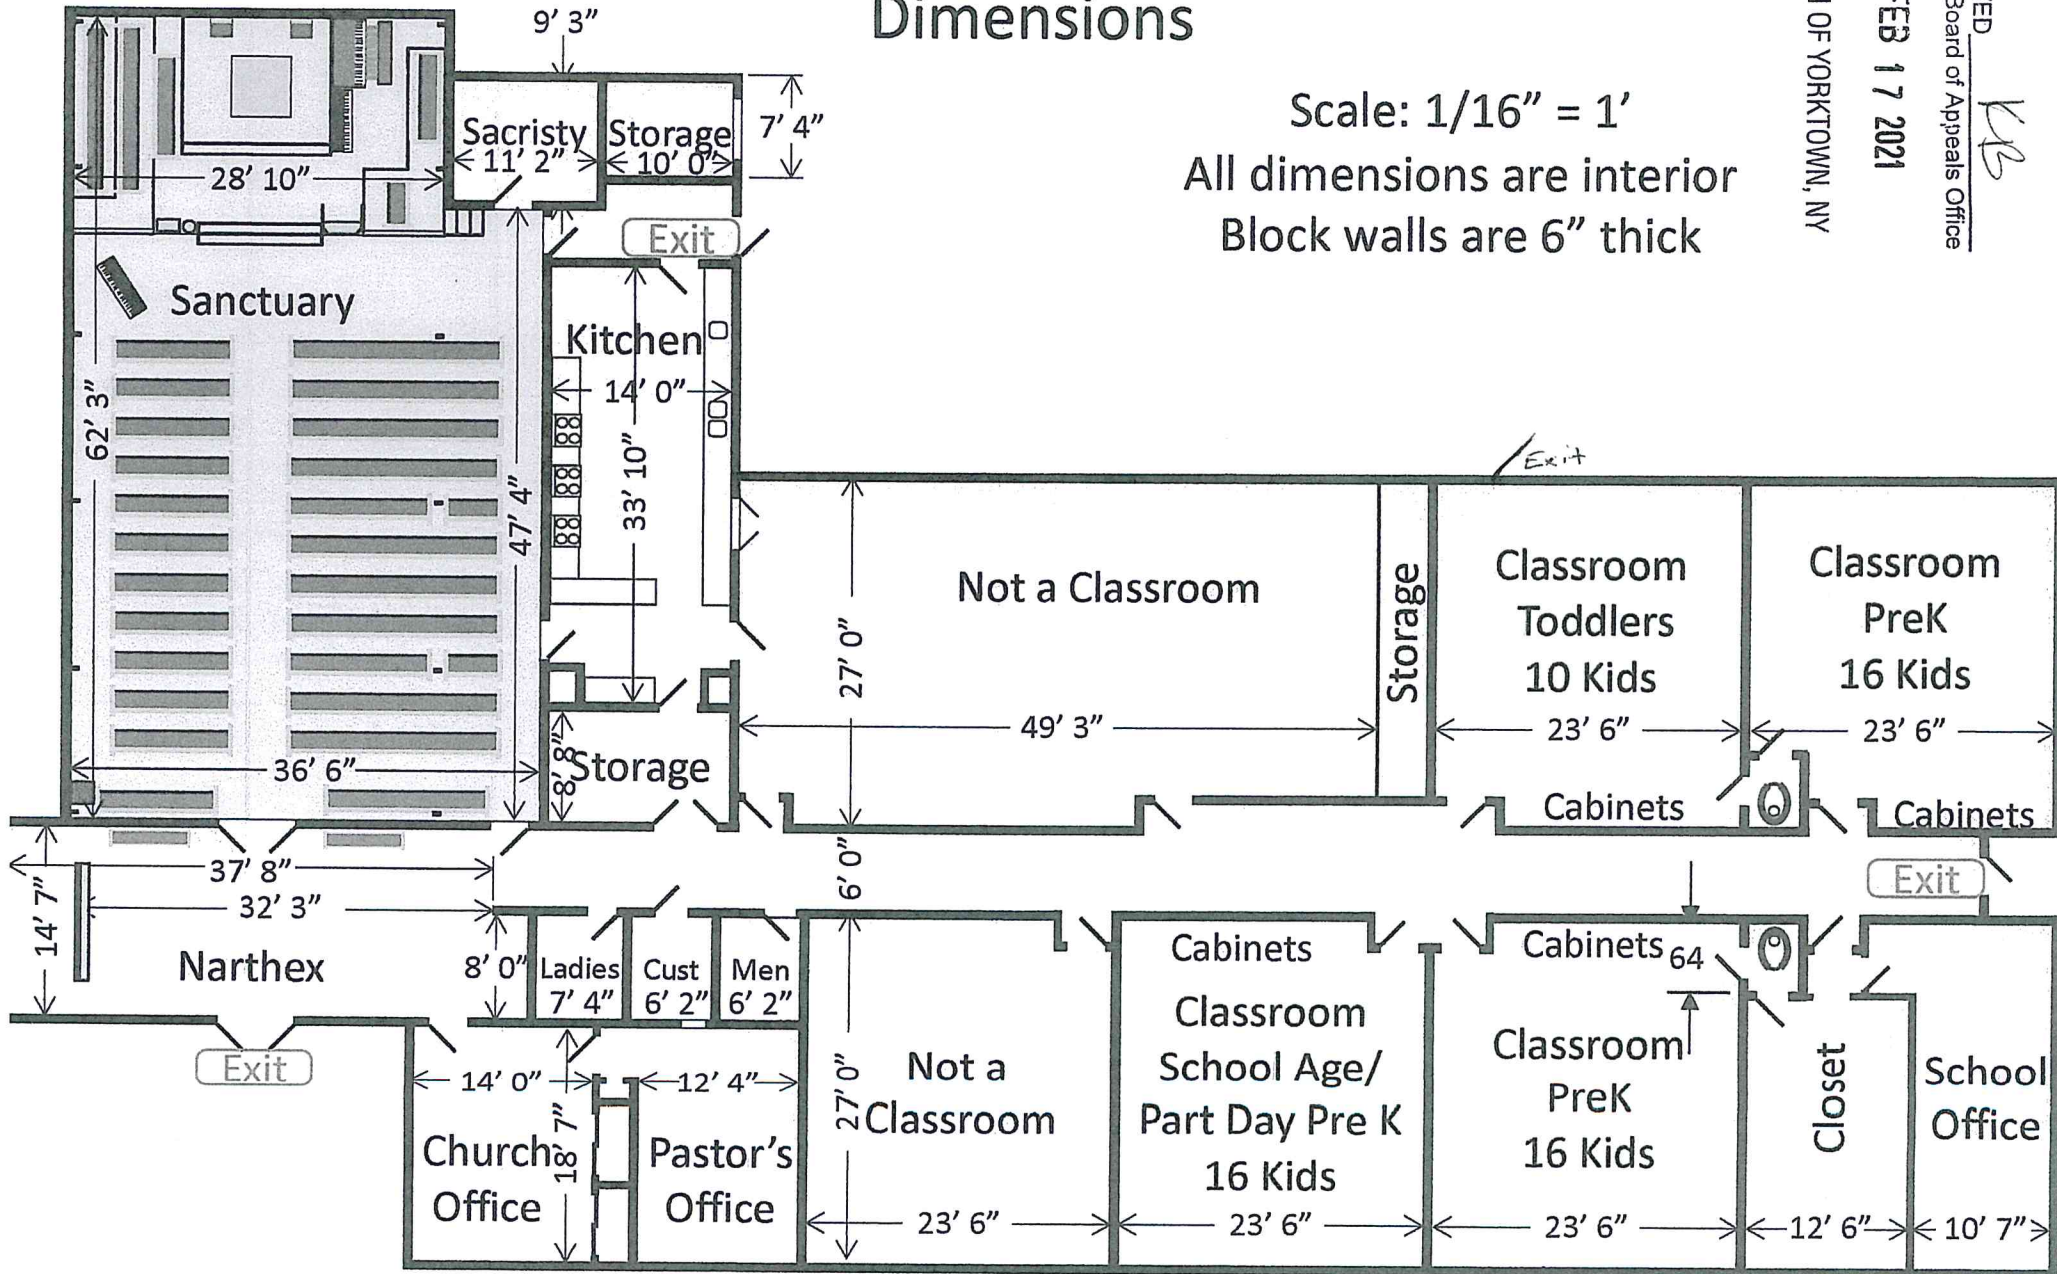 Dimensions
Scale: 1/16” = 1’
All dimensions are interior
Block walls are 6” thick
TED
Board of Appeals Office
FEB 17 2021
OF YORKTOWN, NY
KB
9’ 3”
Sacristy
11’ 2”
Storage
10’ 0”
7’ 4”
28’ 10”
Exit
Sanctuary
62’ 3”
47’ 4”
36’ 6”
Kitchen
14’ 0”
33’ 10”
Storage
8’ 8”
Not a Classroom
27’ 0”
49’ 3”
Storage
Exit
Classroom
Toddlers
10 Kids
23’ 6”
Cabinets
Classroom
PreK
16 Kids
23’ 6”
Cabinets
Exit
6’ 0”
37’ 8”
32’ 3”
14’ 7”
Narthex
Exit
8’ 0”
Ladies
7’ 4”
Cust
6’ 2”
Men
6’ 2”
14’ 0”
Church
Office
18’ 7”
12’ 4”
Pastor’s
Office
27’ 0”
Not a
Classroom
23’ 6”
Cabinets
Classroom
School Age/
Part Day Pre K
16 Kids
23’ 6”
Cabinets
64
Classroom
PreK
16 Kids
23’ 6”
Closet
12’ 6”
School
Office
10’ 7”